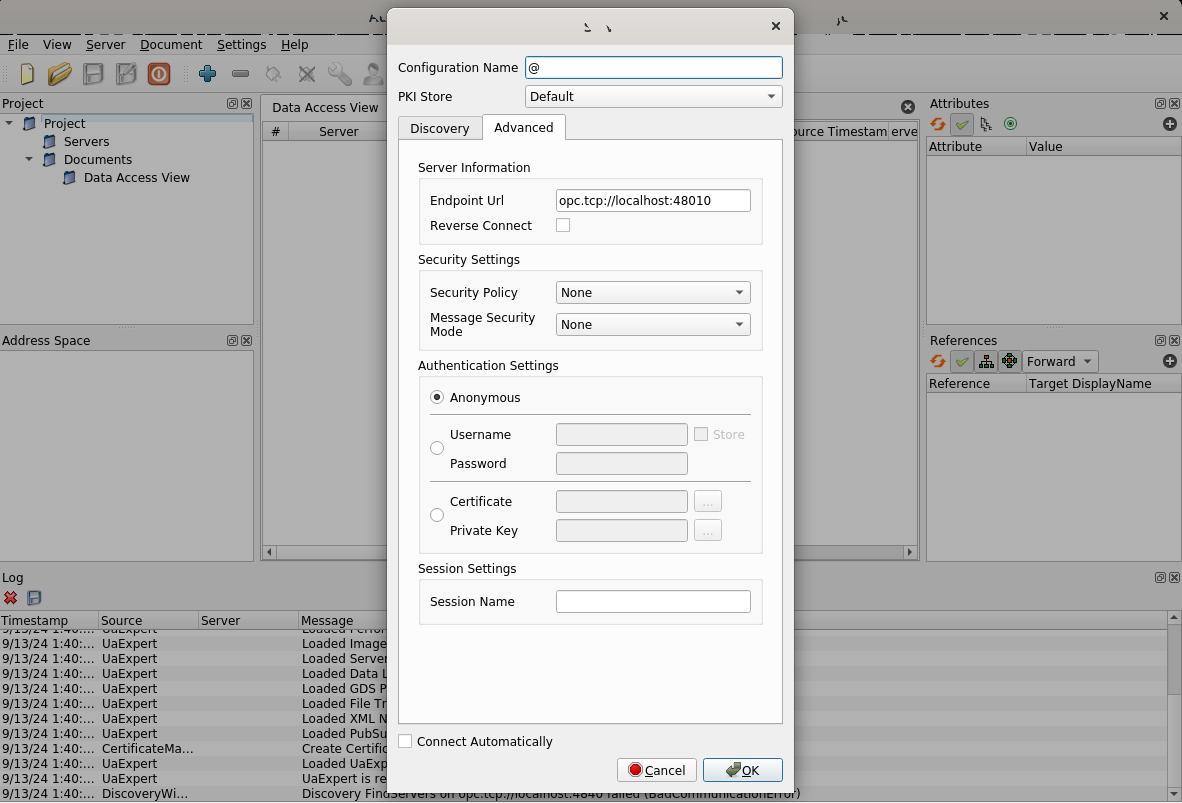 File View Server Document Settings Help
Project
Project
Servers
Documents
Data Access View
Address Space
Data Access View
# Server
ource Timestam erve
Configuration Name @
PKI Store Default
Discovery Advanced
Server Information
Endpoint Url opc.tcp://localhost:48010
Reverse Connect
Security Settings
Security Policy None
Message Security Mode None
Authentication Settings
Anonymous
Username Store
Password
Certificate ...
Private Key ...
Session Settings
Session Name
Connect Automatically
Cancel OK
Attributes
Attribute Value
References
Forward
Reference Target DisplayName
Log
Timestamp Source Server Message
9/13/24 1:40:... UaExpert Loaded Perfor
9/13/24 1:40:... UaExpert Loaded Image
9/13/24 1:40:... UaExpert Loaded Server
9/13/24 1:40:... UaExpert Loaded Data L
9/13/24 1:40:... UaExpert Loaded GDS P
9/13/24 1:40:... UaExpert Loaded File Tr
9/13/24 1:40:... UaExpert Loaded XML N
9/13/24 1:40:... UaExpert Loaded PubSu
9/13/24 1:40:... CertificateMa... Create Certific
9/13/24 1:40:... UaExpert Loaded UaExp
9/13/24 1:40:... UaExpert UaExpert is re
9/13/24 1:40:... DiscoveryWi... Discovery FindServers on opc.tcp://localhost:4840 failed (BadCommunicationError)